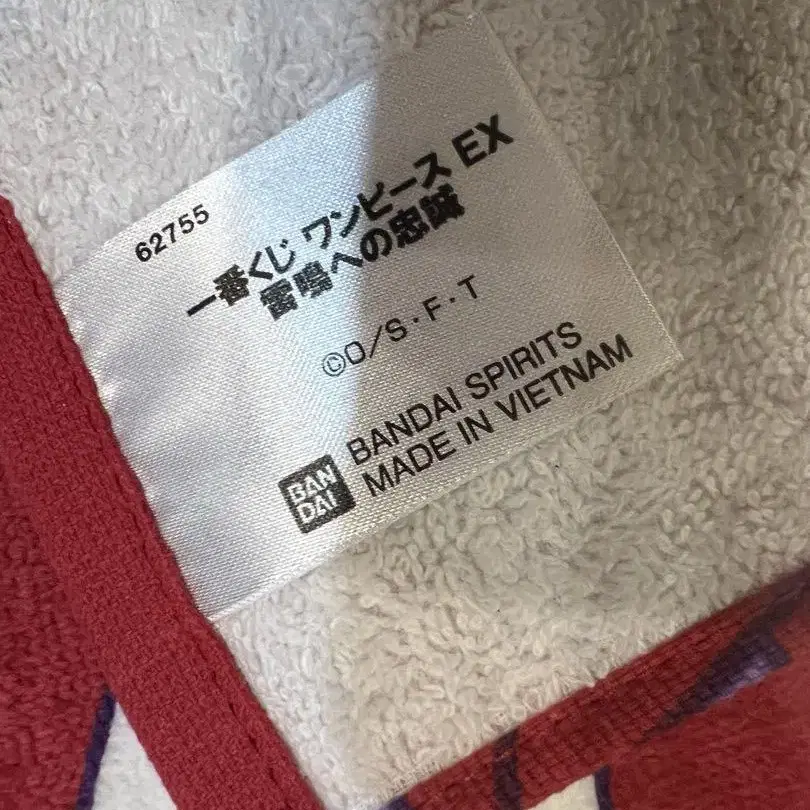 62755
一番くじ ワンピース EX
雷鳴への忠誠
©O/S・F・T
BAN
DAI
BANDAI SPIRITS
MADE IN VIETNAM